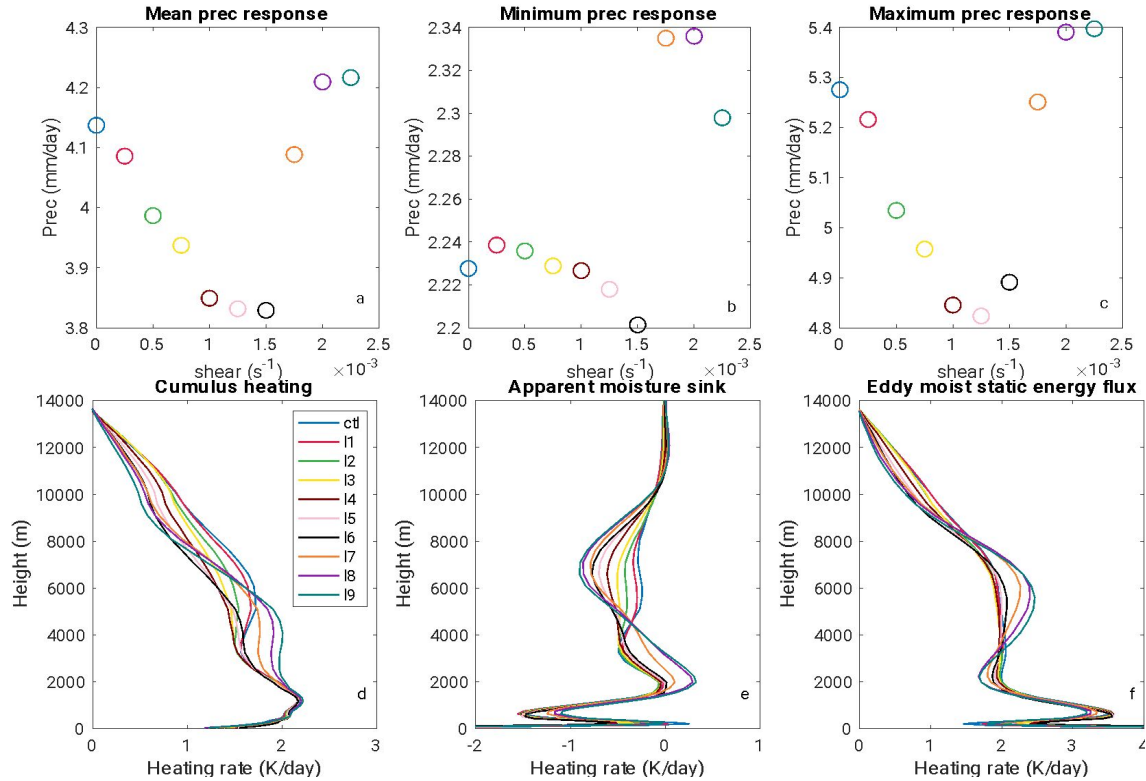 Mean prec response
4.3
4.2
4.1
4
3.9
3.8
Prec (mm/day)
0 0.5 1 1.5 2 2.5
shear (s⁻¹) ×10⁻³
a
Minimum prec response
2.34
2.32
2.3
2.28
2.26
2.24
2.22
2.2
Prec (mm/day)
0 0.5 1 1.5 2 2.5
shear (s⁻¹) ×10⁻³
b
Maximum prec response
5.4
5.3
5.2
5.1
5
4.9
4.8
Prec (mm/day)
0 0.5 1 1.5 2 2.5
shear (s⁻¹) ×10⁻³
c
Cumulus heating
14000
12000
10000
8000
6000
4000
2000
0
Height (m)
ctl
l1
l2
l3
l4
l5
l6
l7
l8
l9
d
0 1 2 3
Heating rate (K/day)
Apparent moisture sink
14000
12000
10000
8000
6000
4000
2000
0
Height (m)
e
-2 -1 0 1
Heating rate (K/day)
Eddy moist static energy flux
14000
12000
10000
8000
6000
4000
2000
0
Height (m)
f
0 1 2 3 4
Heating rate (K/day)